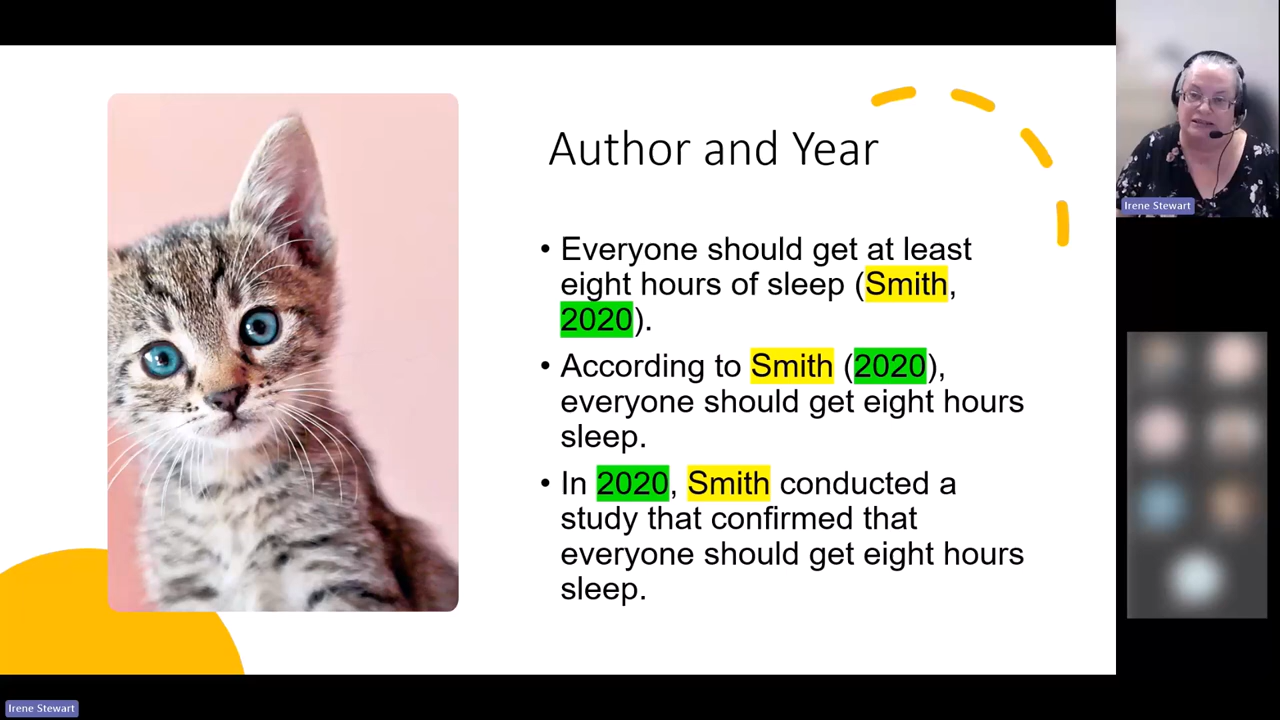 Author and Year
• Everyone should get at least
eight hours of sleep (Smith,
2020).
• According to Smith (2020),
everyone should get eight hours
sleep.
• In 2020, Smith conducted a
study that confirmed that
everyone should get eight hours
sleep.
Irene Stewart
Irene Stewart